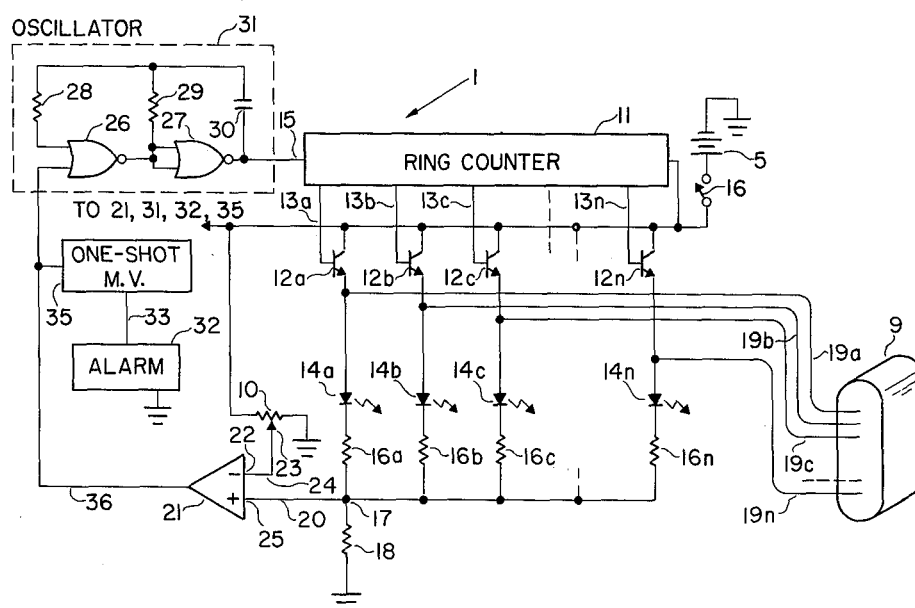 OSCILLATOR
31
28
29
26
27
30
15
1
11
RING COUNTER
5
16
TO 21, 31, 32, 35
13a
13b
13c
13n
ONE-SHOT
M.V.
35
33
32
ALARM
12a
12b
12c
12n
9
19b
19a
14a
14b
14c
14n
10
22
23
24
16a
16b
16c
16n
19c
19n
36
21
25
20
17
18